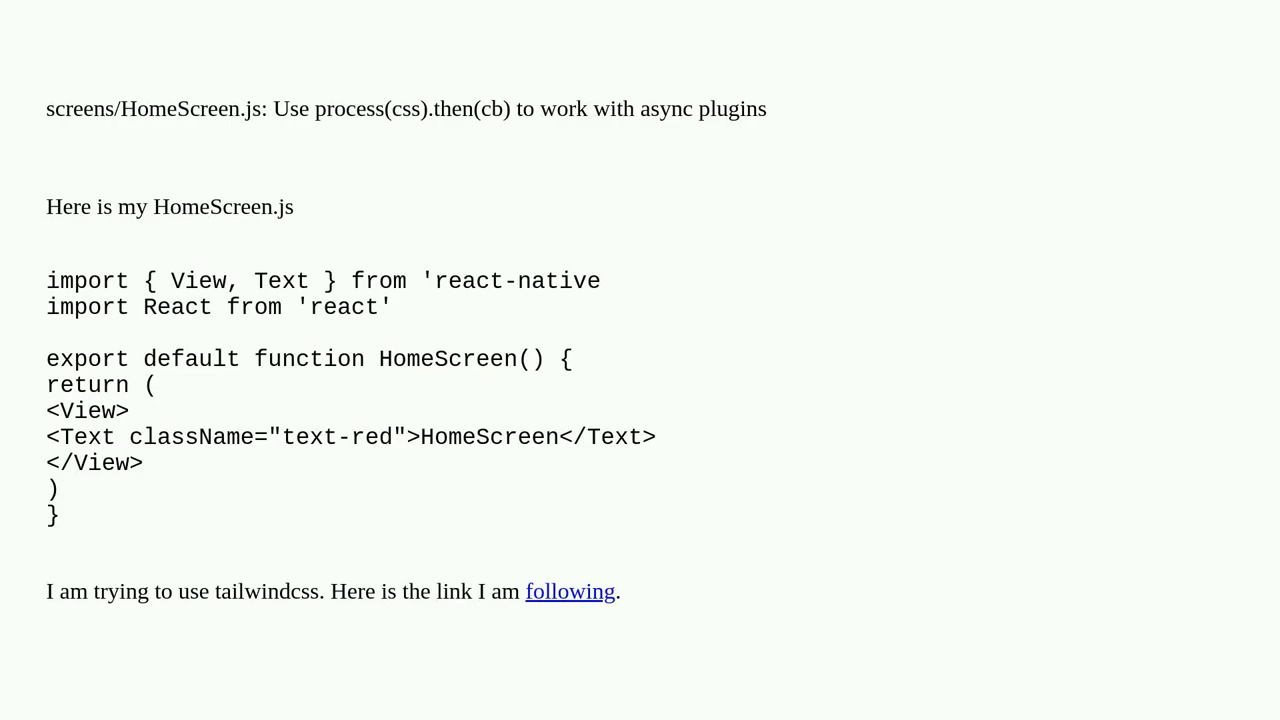 screens/HomeScreen.js: Use process(css).then(cb) to work with async plugins
Here is my HomeScreen.js
import { View, Text } from 'react-native
import React from 'react'
export default function HomeScreen() {
return (
<View>
<Text className="text-red">HomeScreen</Text>
</View>
)
}
I am trying to use tailwindcss. Here is the link I am following.